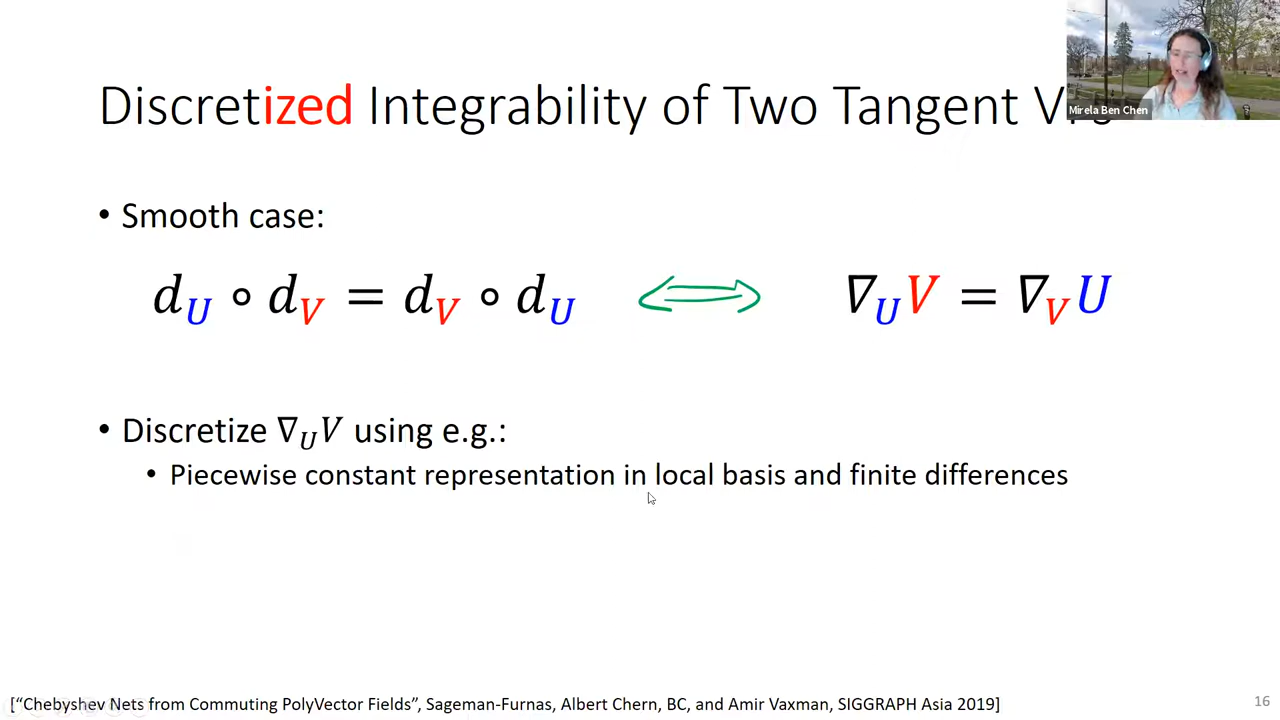 Discretized Integrability of Two Tangent
Mirela Ben Chen
• Smooth case:
d_U ∘ d_V = d_V ∘ d_U ⟺ ∇_U V = ∇_V U
• Discretize ∇_U V using e.g.:
• Piecewise constant representation in local basis and finite differences
["Chebyshev Nets from Commuting PolyVector Fields", Sageman-Furnas, Albert Chern, BC, and Amir Vaxman, SIGGRAPH Asia 2019]
16